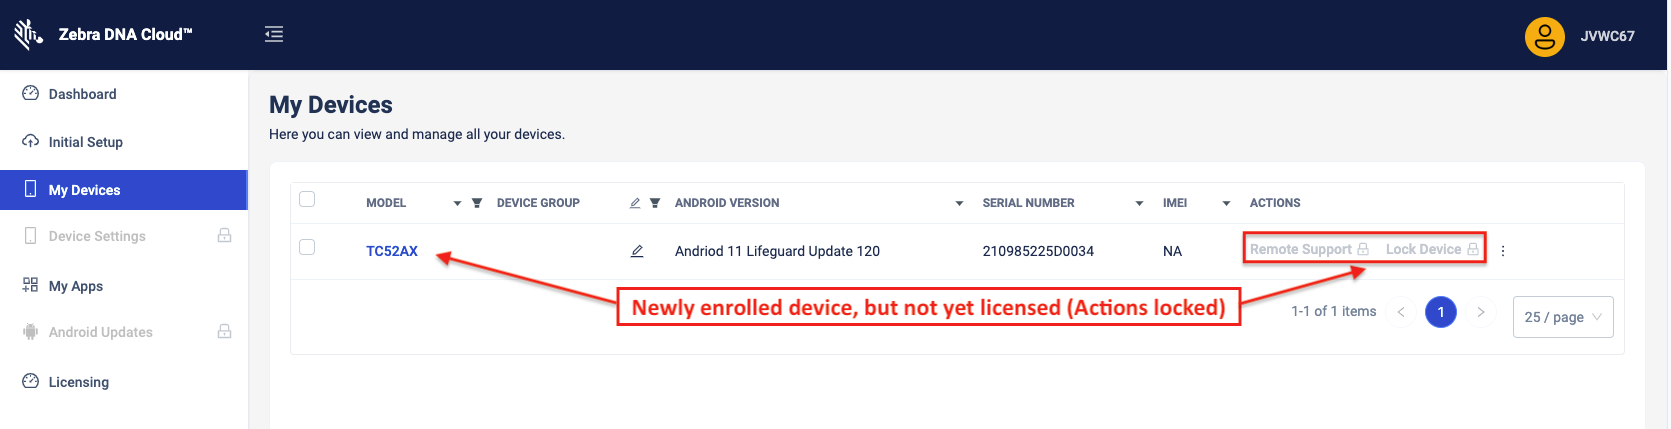 Zebra DNA Cloud™
JVWC67
Dashboard
Initial Setup
My Devices
Device Settings
My Apps
Android Updates
Licensing
My Devices
Here you can view and manage all your devices.
MODEL DEVICE GROUP ANDROID VERSION SERIAL NUMBER IMEI ACTIONS
TC52AX Andriod 11 Lifeguard Update 120 210985225D0034 NA Remote Support Lock Device
Newly enrolled device, but not yet licensed (Actions locked)
1-1 of 1 items 1 25 / page